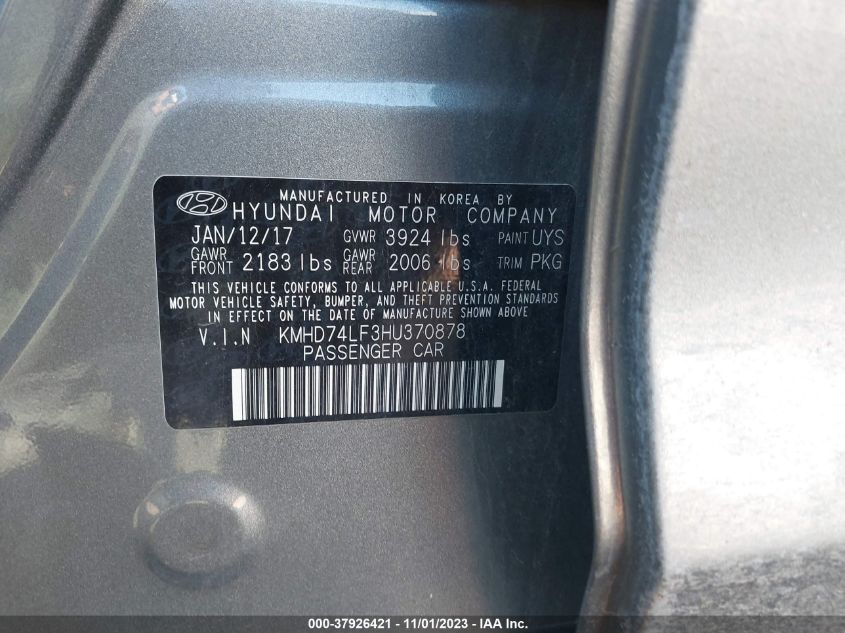 MANUFACTURED IN KOREA BY
HYUNDAI MOTOR COMPANY
JAN/12/17 GVWR 3924 lbs PAINT UYS
GAWR FRONT 2183 lbs GAWR REAR 2006 lbs TRIM PKG
THIS VEHICLE CONFORMS TO ALL APPLICABLE U.S.A. FEDERAL
MOTOR VEHICLE SAFETY, BUMPER, AND THEFT PREVENTION STANDARDS
IN EFFECT ON THE DATE OF MANUFACTURE SHOWN ABOVE
V.I.N KMHD74LF3HU370878
PASSENGER CAR
000-37926421 - 11/01/2023 - IAA Inc.